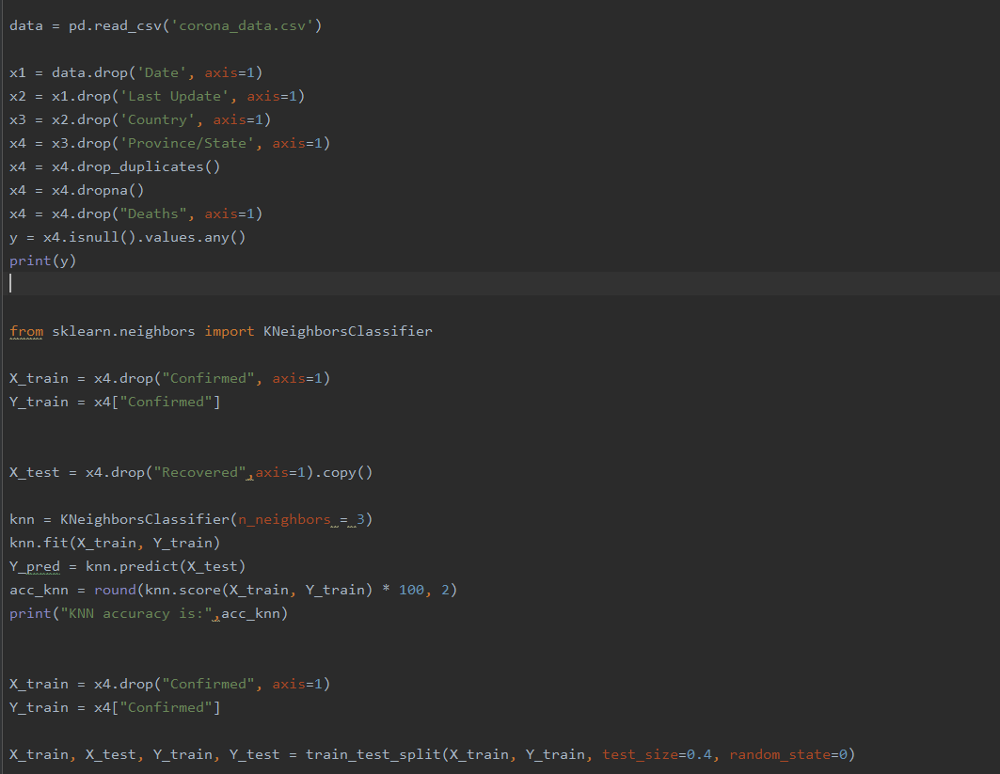 data = pd.read_csv('corona_data.csv')
x1 = data.drop('Date', axis=1)
x2 = x1.drop('Last Update', axis=1)
x3 = x2.drop('Country', axis=1)
x4 = x3.drop('Province/State', axis=1)
x4 = x4.drop_duplicates()
x4 = x4.dropna()
x4 = x4.drop("Deaths", axis=1)
y = x4.isnull().values.any()
print(y)
from sklearn.neighbors import KNeighborsClassifier
X_train = x4.drop("Confirmed", axis=1)
Y_train = x4["Confirmed"]
X_test = x4.drop("Recovered",axis=1).copy()
knn = KNeighborsClassifier(n_neighbors = 3)
knn.fit(X_train, Y_train)
Y_pred = knn.predict(X_test)
acc_knn = round(knn.score(X_train, Y_train) * 100, 2)
print("KNN accuracy is:",acc_knn)
X_train = x4.drop("Confirmed", axis=1)
Y_train = x4["Confirmed"]
X_train, X_test, Y_train, Y_test = train_test_split(X_train, Y_train, test_size=0.4, random_state=0)